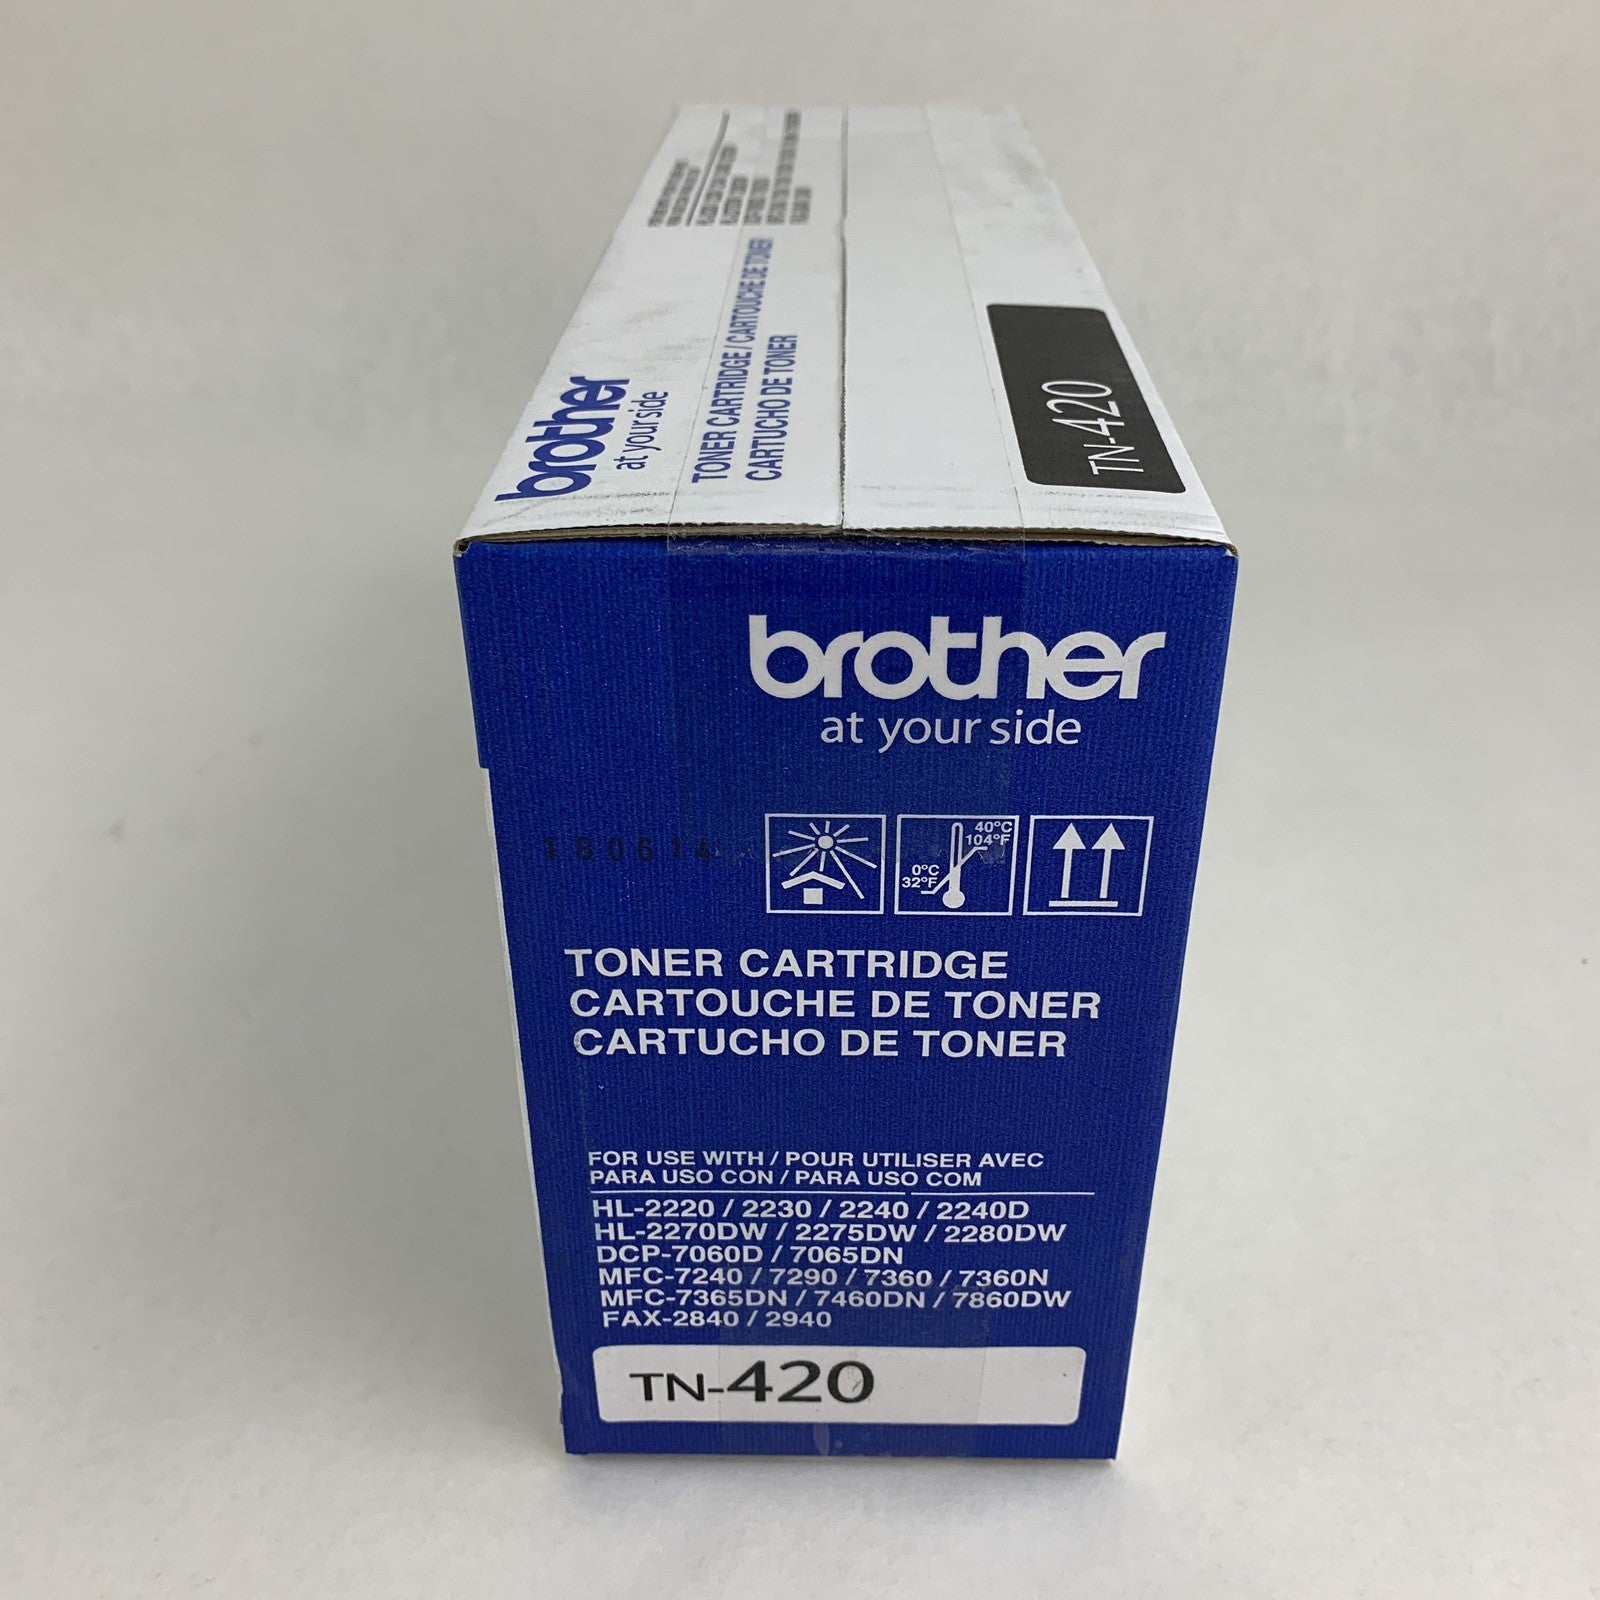 brother
at your side
TONER CARTRIDGE / CARTOUCHE DE TONER
CARTUCHO DE TONER
TN-420
brother
at your side
180614
40°C
104°F
0°C
32°F
TONER CARTRIDGE
CARTOUCHE DE TONER
CARTUCHO DE TONER
FOR USE WITH / POUR UTILISER AVEC
PARA USO CON / PARA USO COM
HL-2220 / 2230 / 2240 / 2240D
HL-2270DW / 2275DW / 2280DW
DCP-7060D / 7065DN
MFC-7240 / 7290 / 7360 / 7360N
MFC-7365DN / 7460DN / 7860DW
FAX-2840 / 2940
TN-420